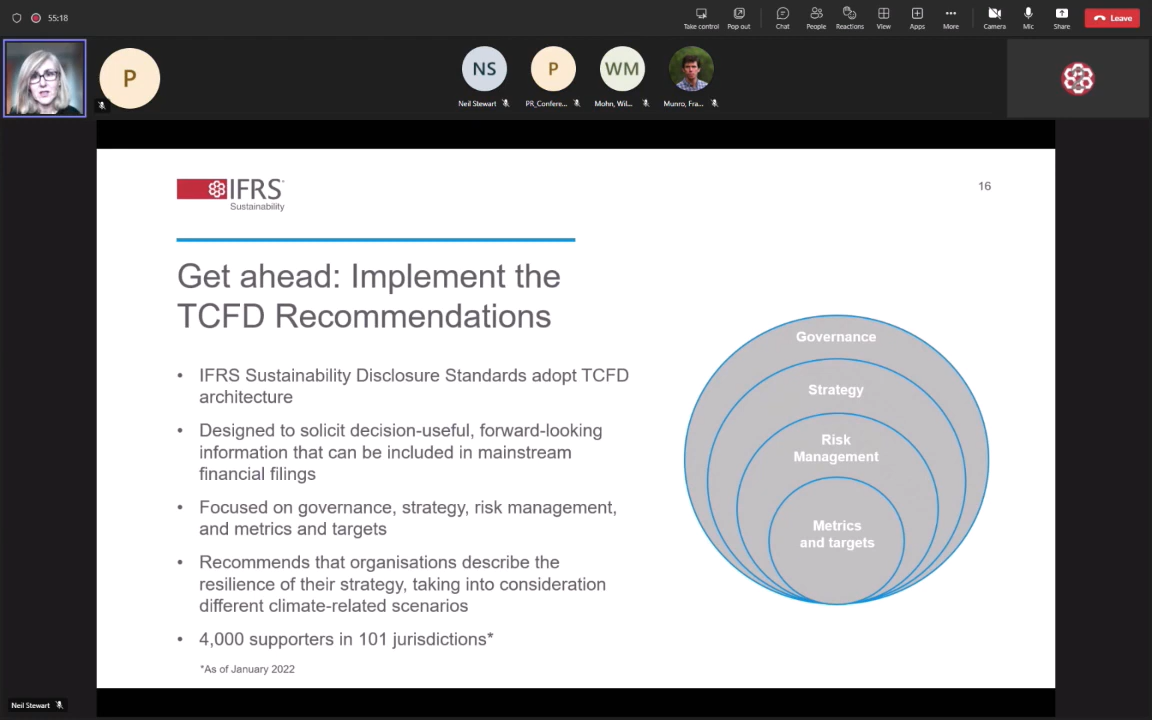 55:18
Take control
Pop out
Chat
People
Reactions
View
Apps
More
Camera
Mic
Share
Leave
P
NS
P
WM
Neil Stewart
PR_Confere...
Mohn, Wil...
Munro, Fra...
IFRS
Sustainability
16
Get ahead: Implement the
TCFD Recommendations
• IFRS Sustainability Disclosure Standards adopt TCFD
architecture
• Designed to solicit decision-useful, forward-looking
information that can be included in mainstream
financial filings
• Focused on governance, strategy, risk management,
and metrics and targets
• Recommends that organisations describe the
resilience of their strategy, taking into consideration
different climate-related scenarios
• 4,000 supporters in 101 jurisdictions*
*As of January 2022
Governance
Strategy
Risk
Management
Metrics
and targets
Neil Stewart